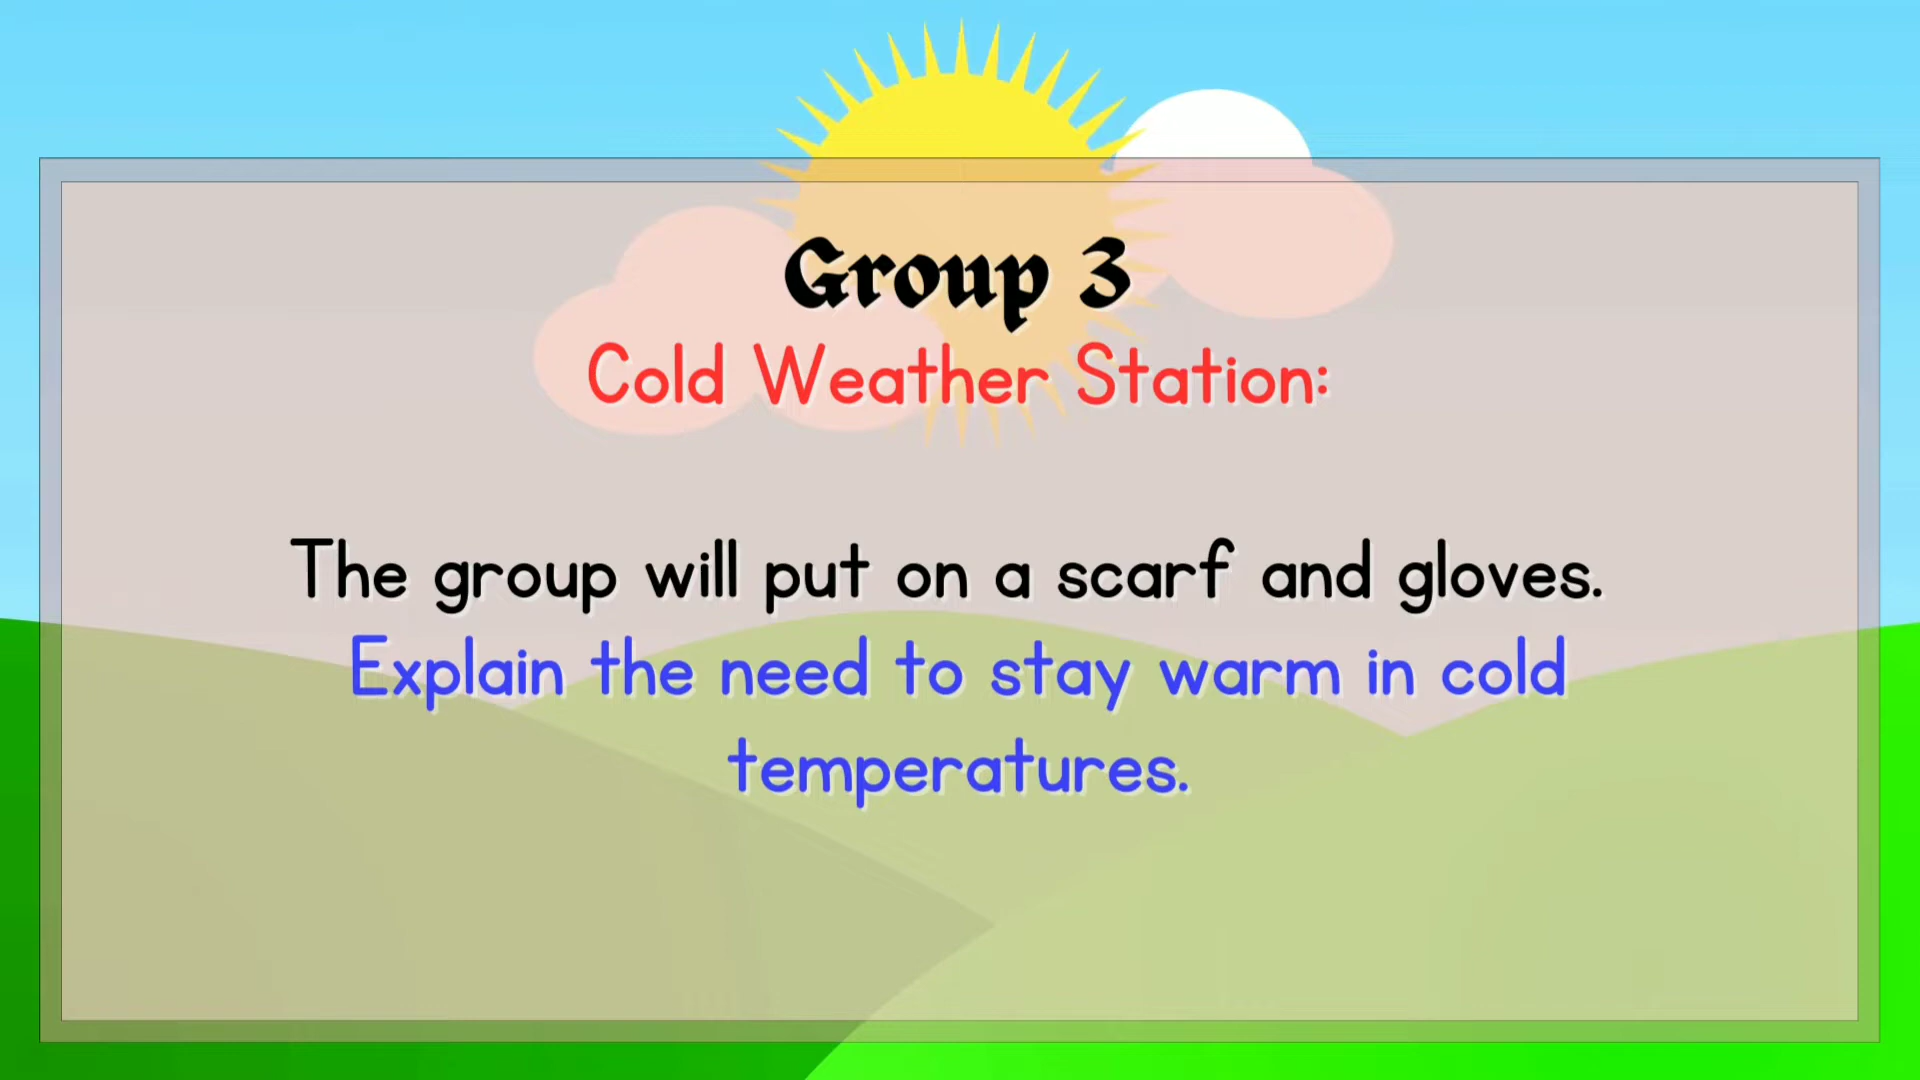 Group 3
Cold Weather Station:
The group will put on a scarf and gloves.
Explain the need to stay warm in cold
temperatures.